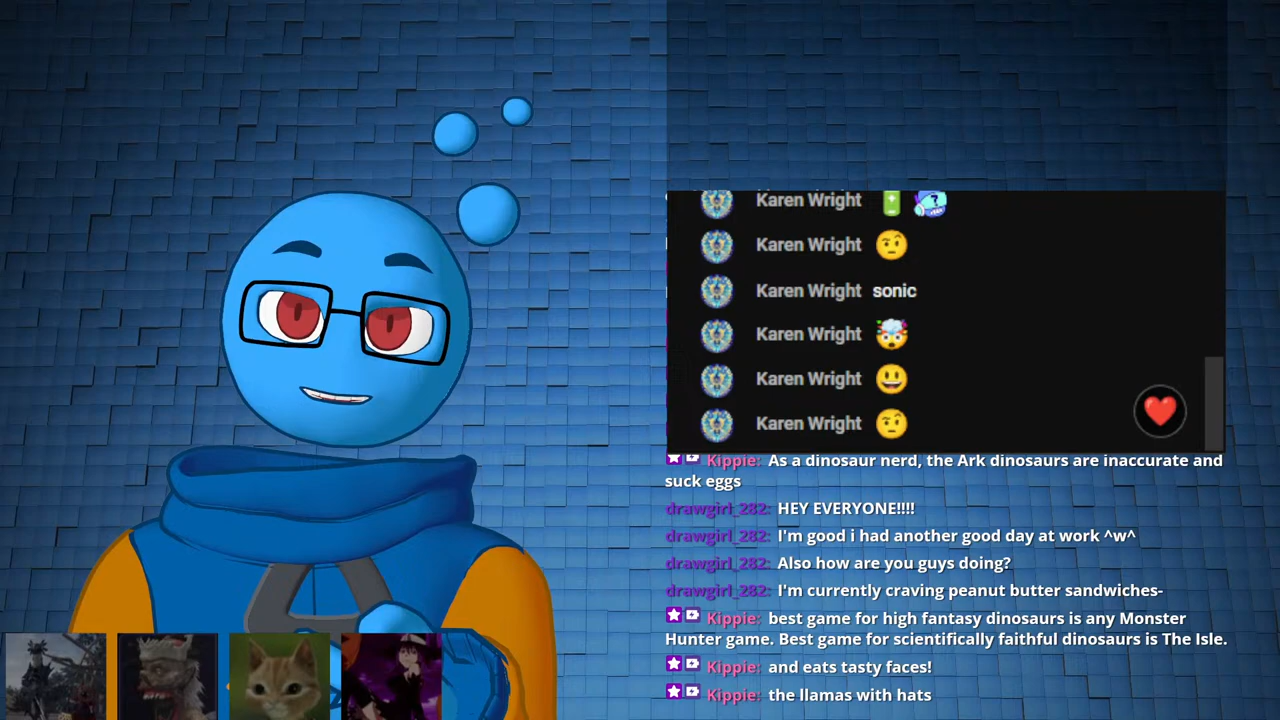 Karen Wright
Karen Wright
Karen Wright sonic
Karen Wright
Karen Wright
Karen Wright
Kippie: As a dinosaur nerd, the Ark dinosaurs are inaccurate and
suck eggs
drawgirl_282: HEY EVERYONE!!!!
drawgirl_282: I'm good i had another good day at work ^w^
drawgirl_282: Also how are you guys doing?
drawgirl_282: I'm currently craving peanut butter sandwiches-
Kippie: best game for high fantasy dinosaurs is any Monster
Hunter game. Best game for scientifically faithful dinosaurs is The Isle.
Kippie: and eats tasty faces!
Kippie: the llamas with hats